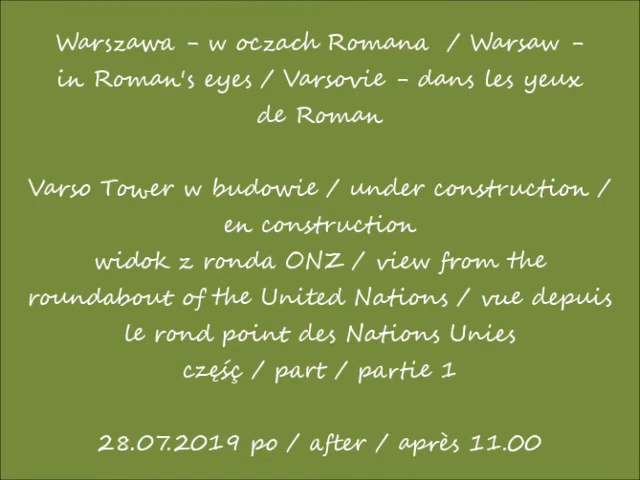 Warszawa - w oczach Romana / Warsaw -
in Roman's eyes / Varsovie - dans les yeux
de Roman
Varso Tower w budowie / under construction /
en construction
widok z ronda ONZ / view from the
roundabout of the United Nations / vue depuis
le rond point des Nations Unies
częśç / part / partie 1
28.07.2019 po / after / après 11.00